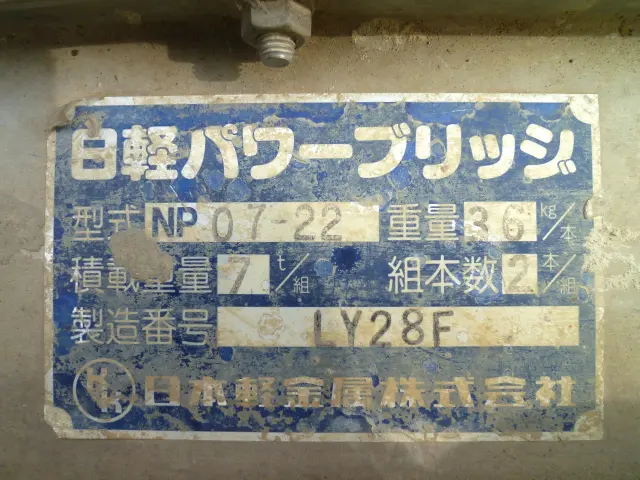 日軽パワーブリッジ
型式 NP 07-22 重量 36 kg/本
積載重量 7 t/組 組本数 2 本/組
製造番号 LY28F
日本軽金属株式会社